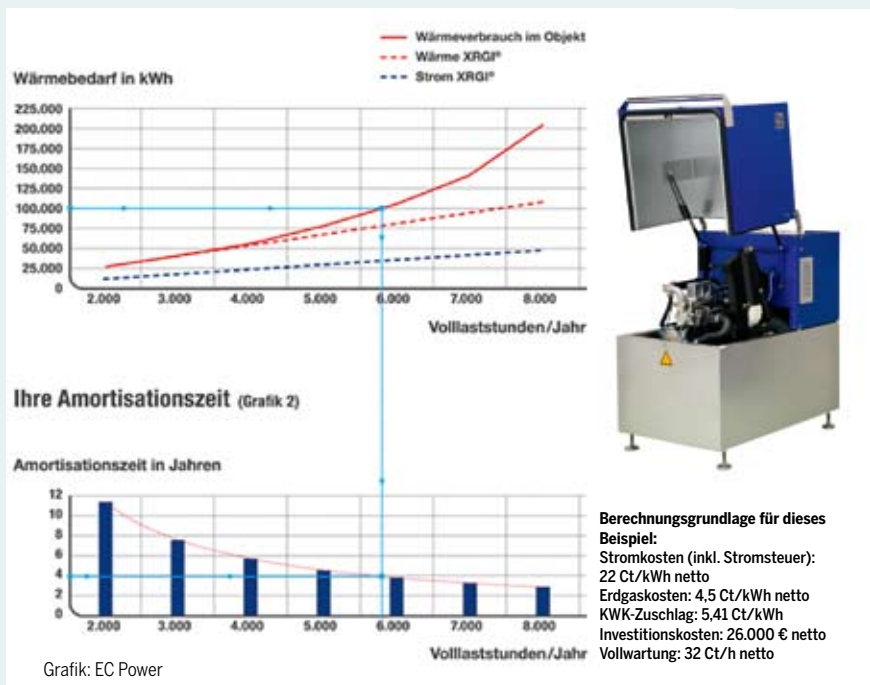 Wärmeverbrauch im Objekt
Wärme XRGI®
Strom XRGI®
Wärmebedarf in kWh
225.000
200.000
175.000
150.000
125.000
100.000
75.000
50.000
25.000
0
2.000 3.000 4.000 5.000 6.000 7.000 8.000
Volllaststunden/Jahr
Ihre Amortisationszeit (Grafik 2)
Amortisationszeit in Jahren
12
10
8
6
4
2
0
2.000 3.000 4.000 5.000 6.000 7.000 8.000
Volllaststunden/Jahr
Grafik: EC Power
Berechnungsgrundlage für dieses
Beispiel:
Stromkosten (inkl. Stromsteuer):
22 Ct/kWh netto
Erdgaskosten: 4,5 Ct/kWh netto
KWK-Zuschlag: 5,41 Ct/kWh
Investitionskosten: 26.000 € netto
Vollwartung: 32 Ct/h netto